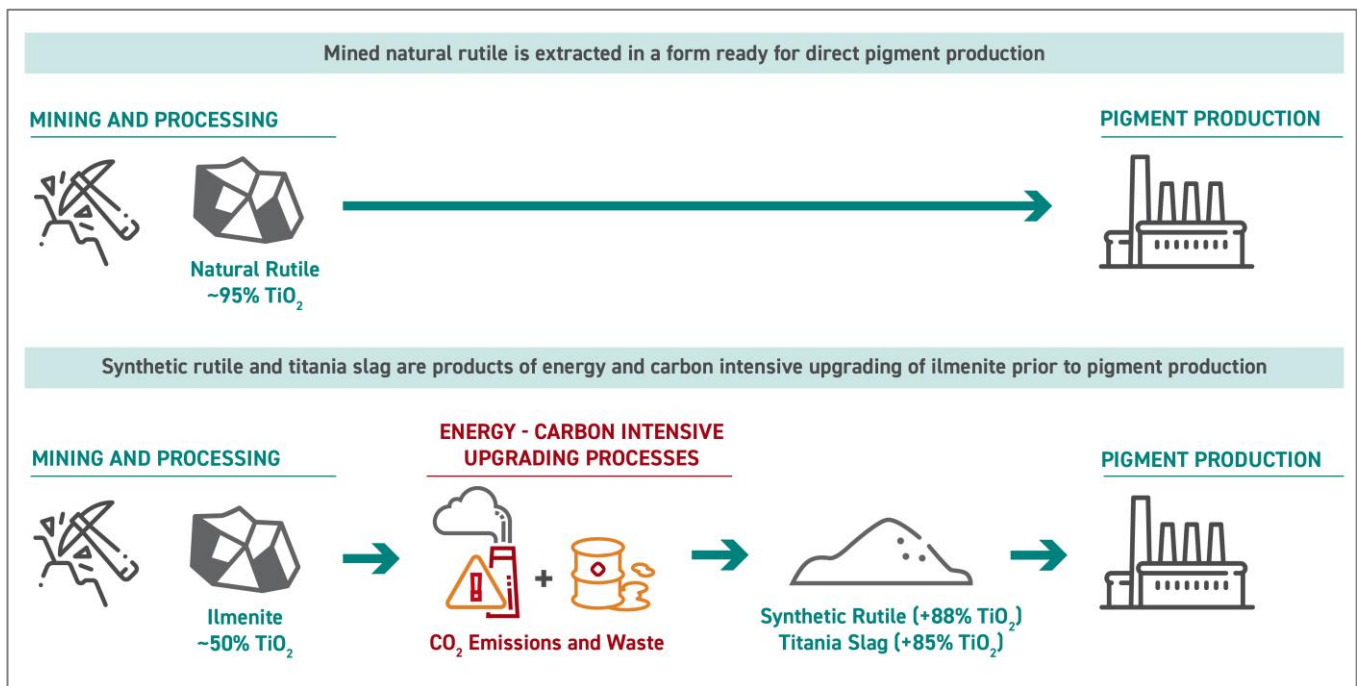 Mined natural rutile is extracted in a form ready for direct pigment production
MINING AND PROCESSING
PIGMENT PRODUCTION
Natural Rutile
~95% TiO₂
Synthetic rutile and titania slag are products of energy and carbon intensive upgrading of ilmenite prior to pigment production
MINING AND PROCESSING
ENERGY - CARBON INTENSIVE
UPGRADING PROCESSES
PIGMENT PRODUCTION
!
+
Ilmenite
~50% TiO₂
CO₂ Emissions and Waste
Synthetic Rutile (+88% TiO₂)
Titania Slag (+85% TiO₂)